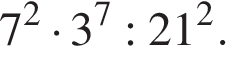 7² · 3⁷ : 21².